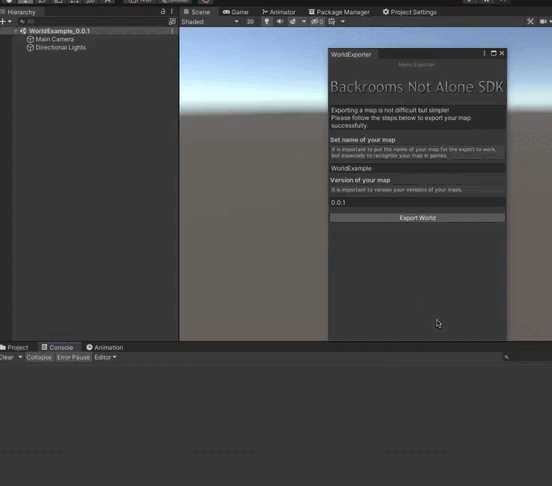 Hierarchy
Scene
Game
Animator
Package Manager
Project Settings
All
Shaded
2D
0
WorldExample_0.0.1
Main Camera
Directional Lights
WorldExporter
Menu Exporter
Backrooms Not Alone SDK
Exporting a map is not difficult but simple!
Please follow the steps below to export your map
successfully.
Set name of your map
It is important to put the name of your map for the export to work,
but especially to recognize your map in games.
WorldExample
Version of your map
It is important to version your versions of your maps.
0.0.1
Export World
Project
Console
Animation
Clear
Collapse
Error Pause
Editor